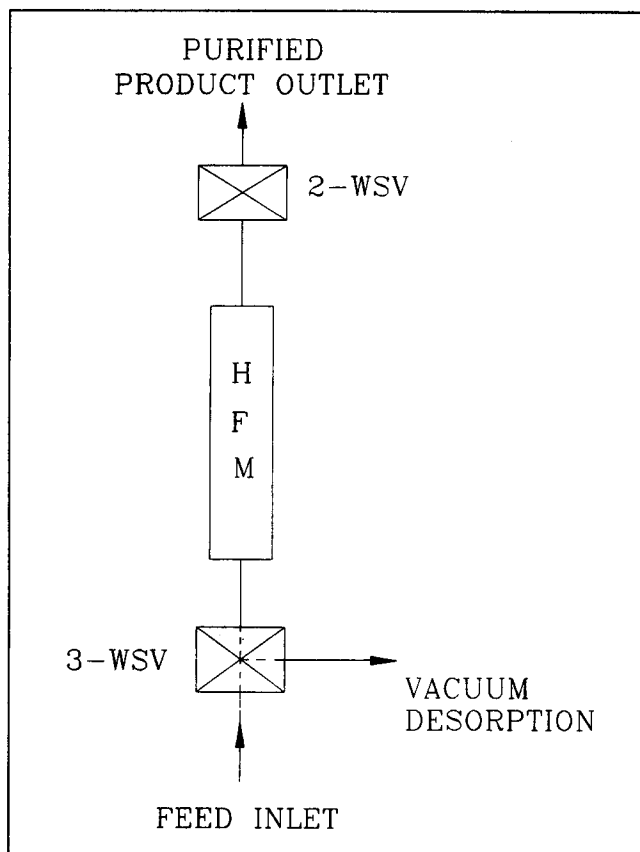 PURIFIED
PRODUCT OUTLET
2-WSV
H
F
M
3-WSV
VACUUM
DESORPTION
FEED INLET